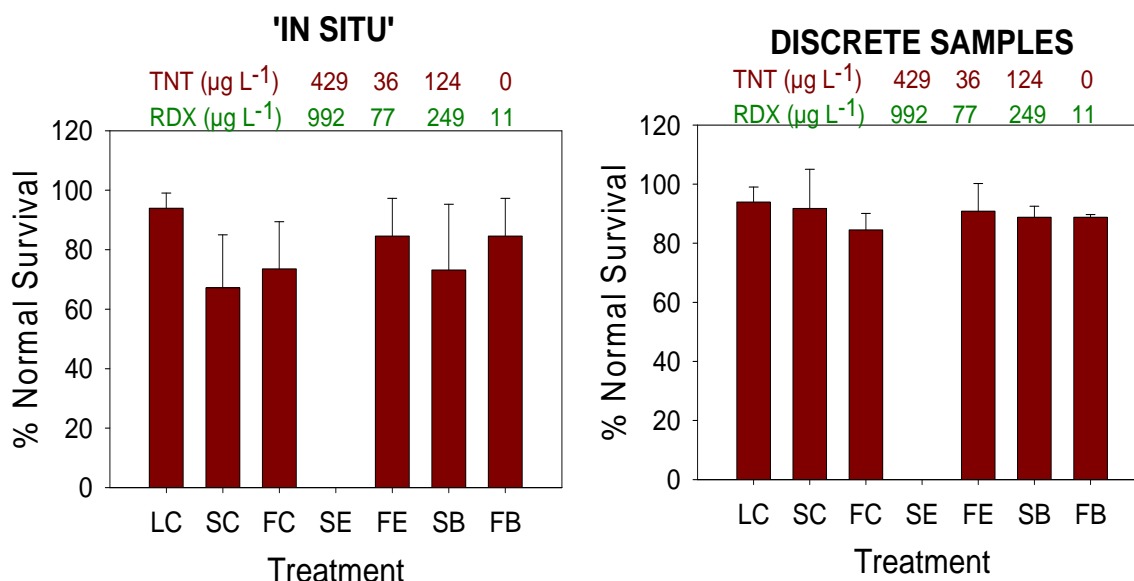 'IN SITU'
TNT (µg L-1) 429 36 124 0
RDX (µg L-1) 992 77 249 11
120
100
80
60
40
20
0
% Normal Survival
LC SC FC SE FE SB FB
Treatment
DISCRETE SAMPLES
TNT (µg L-1) 429 36 124 0
RDX (µg L-1) 992 77 249 11
120
100
80
60
40
20
0
% Normal Survival
LC SC FC SE FE SB FB
Treatment